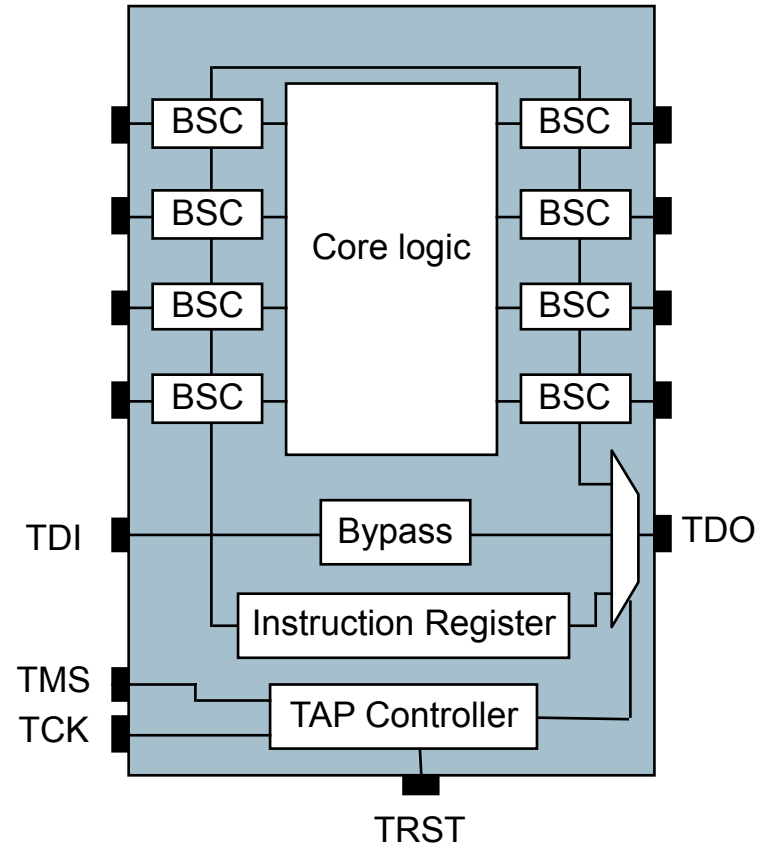 BSC
BSC
BSC
BSC
Core logic
BSC
BSC
BSC
BSC
TDI
Bypass
TDO
Instruction Register
TMS
TCK
TAP Controller
TRST